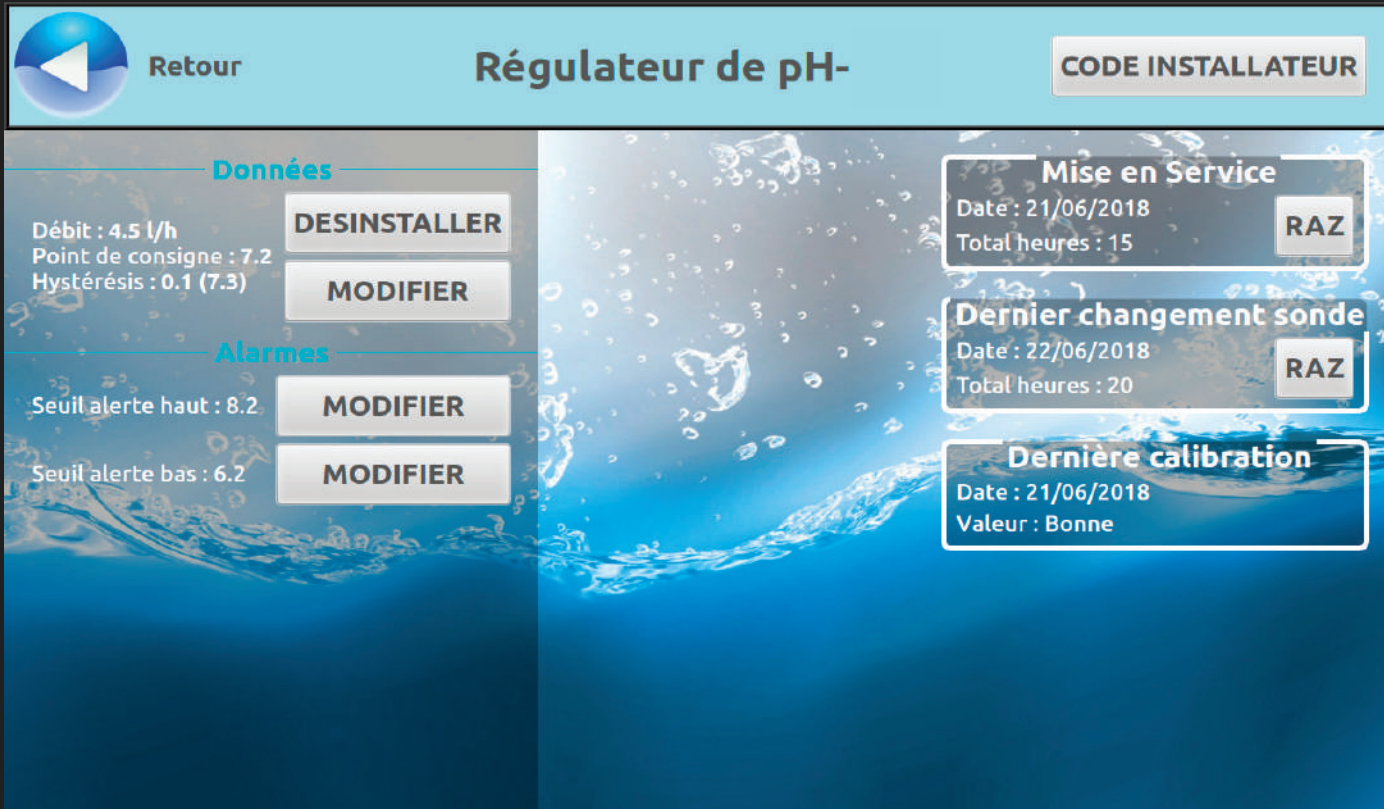 Retour
Régulateur de pH-
CODE INSTALLATEUR
Données
Débit : 4.5 l/h
Point de consigne : 7.2
Hystérésis : 0.1 (7.3)
DESINSTALLER
MODIFIER
Alarmes
Seuil alerte haut : 8.2
MODIFIER
Seuil alerte bas : 6.2
MODIFIER
Mise en Service
Date : 21/06/2018
Total heures : 15
RAZ
Dernier changement sonde
Date : 22/06/2018
Total heures : 20
RAZ
Dernière calibration
Date : 21/06/2018
Valeur : Bonne